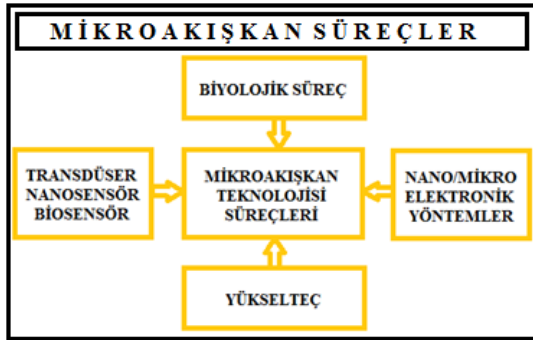 MİKROAKIŞKAN SÜREÇLER
BİYOLOJİK SÜREÇ
TRANSDÜSER
NANOSENSÖR
BİOSENSÖR
MİKROAKIŞKAN
TEKNOLOJİSİ
SÜREÇLERİ
NANO/MİKRO
ELEKTRONİK
YÖNTEMLER
YÜKSELTEÇ